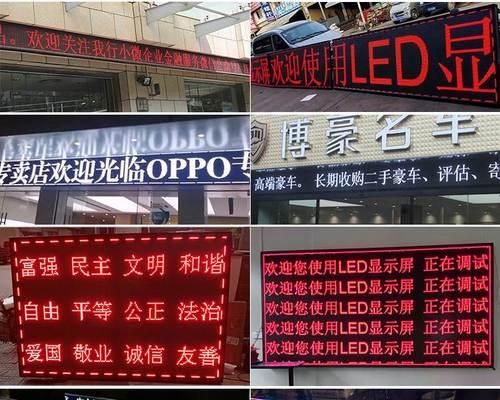 欢迎关注我行小微企业金融服务微信
示屏欢迎使用LED显
专卖店欢迎光临OPPO专
博豪名车
高端豪车。长期收购二手豪车、评估、寄
富强 民主 文明 和谐
自由 平等 公正 法治
爱国 敬业 诚信 友善
欢迎您使用LED显示屏 正在调试
欢迎您使用LED显示屏 正在调试
欢迎您使用LED显示屏 正在调试
欢迎您使用LED显示屏 正在调试
欢迎您使用LED显示屏 正在调试